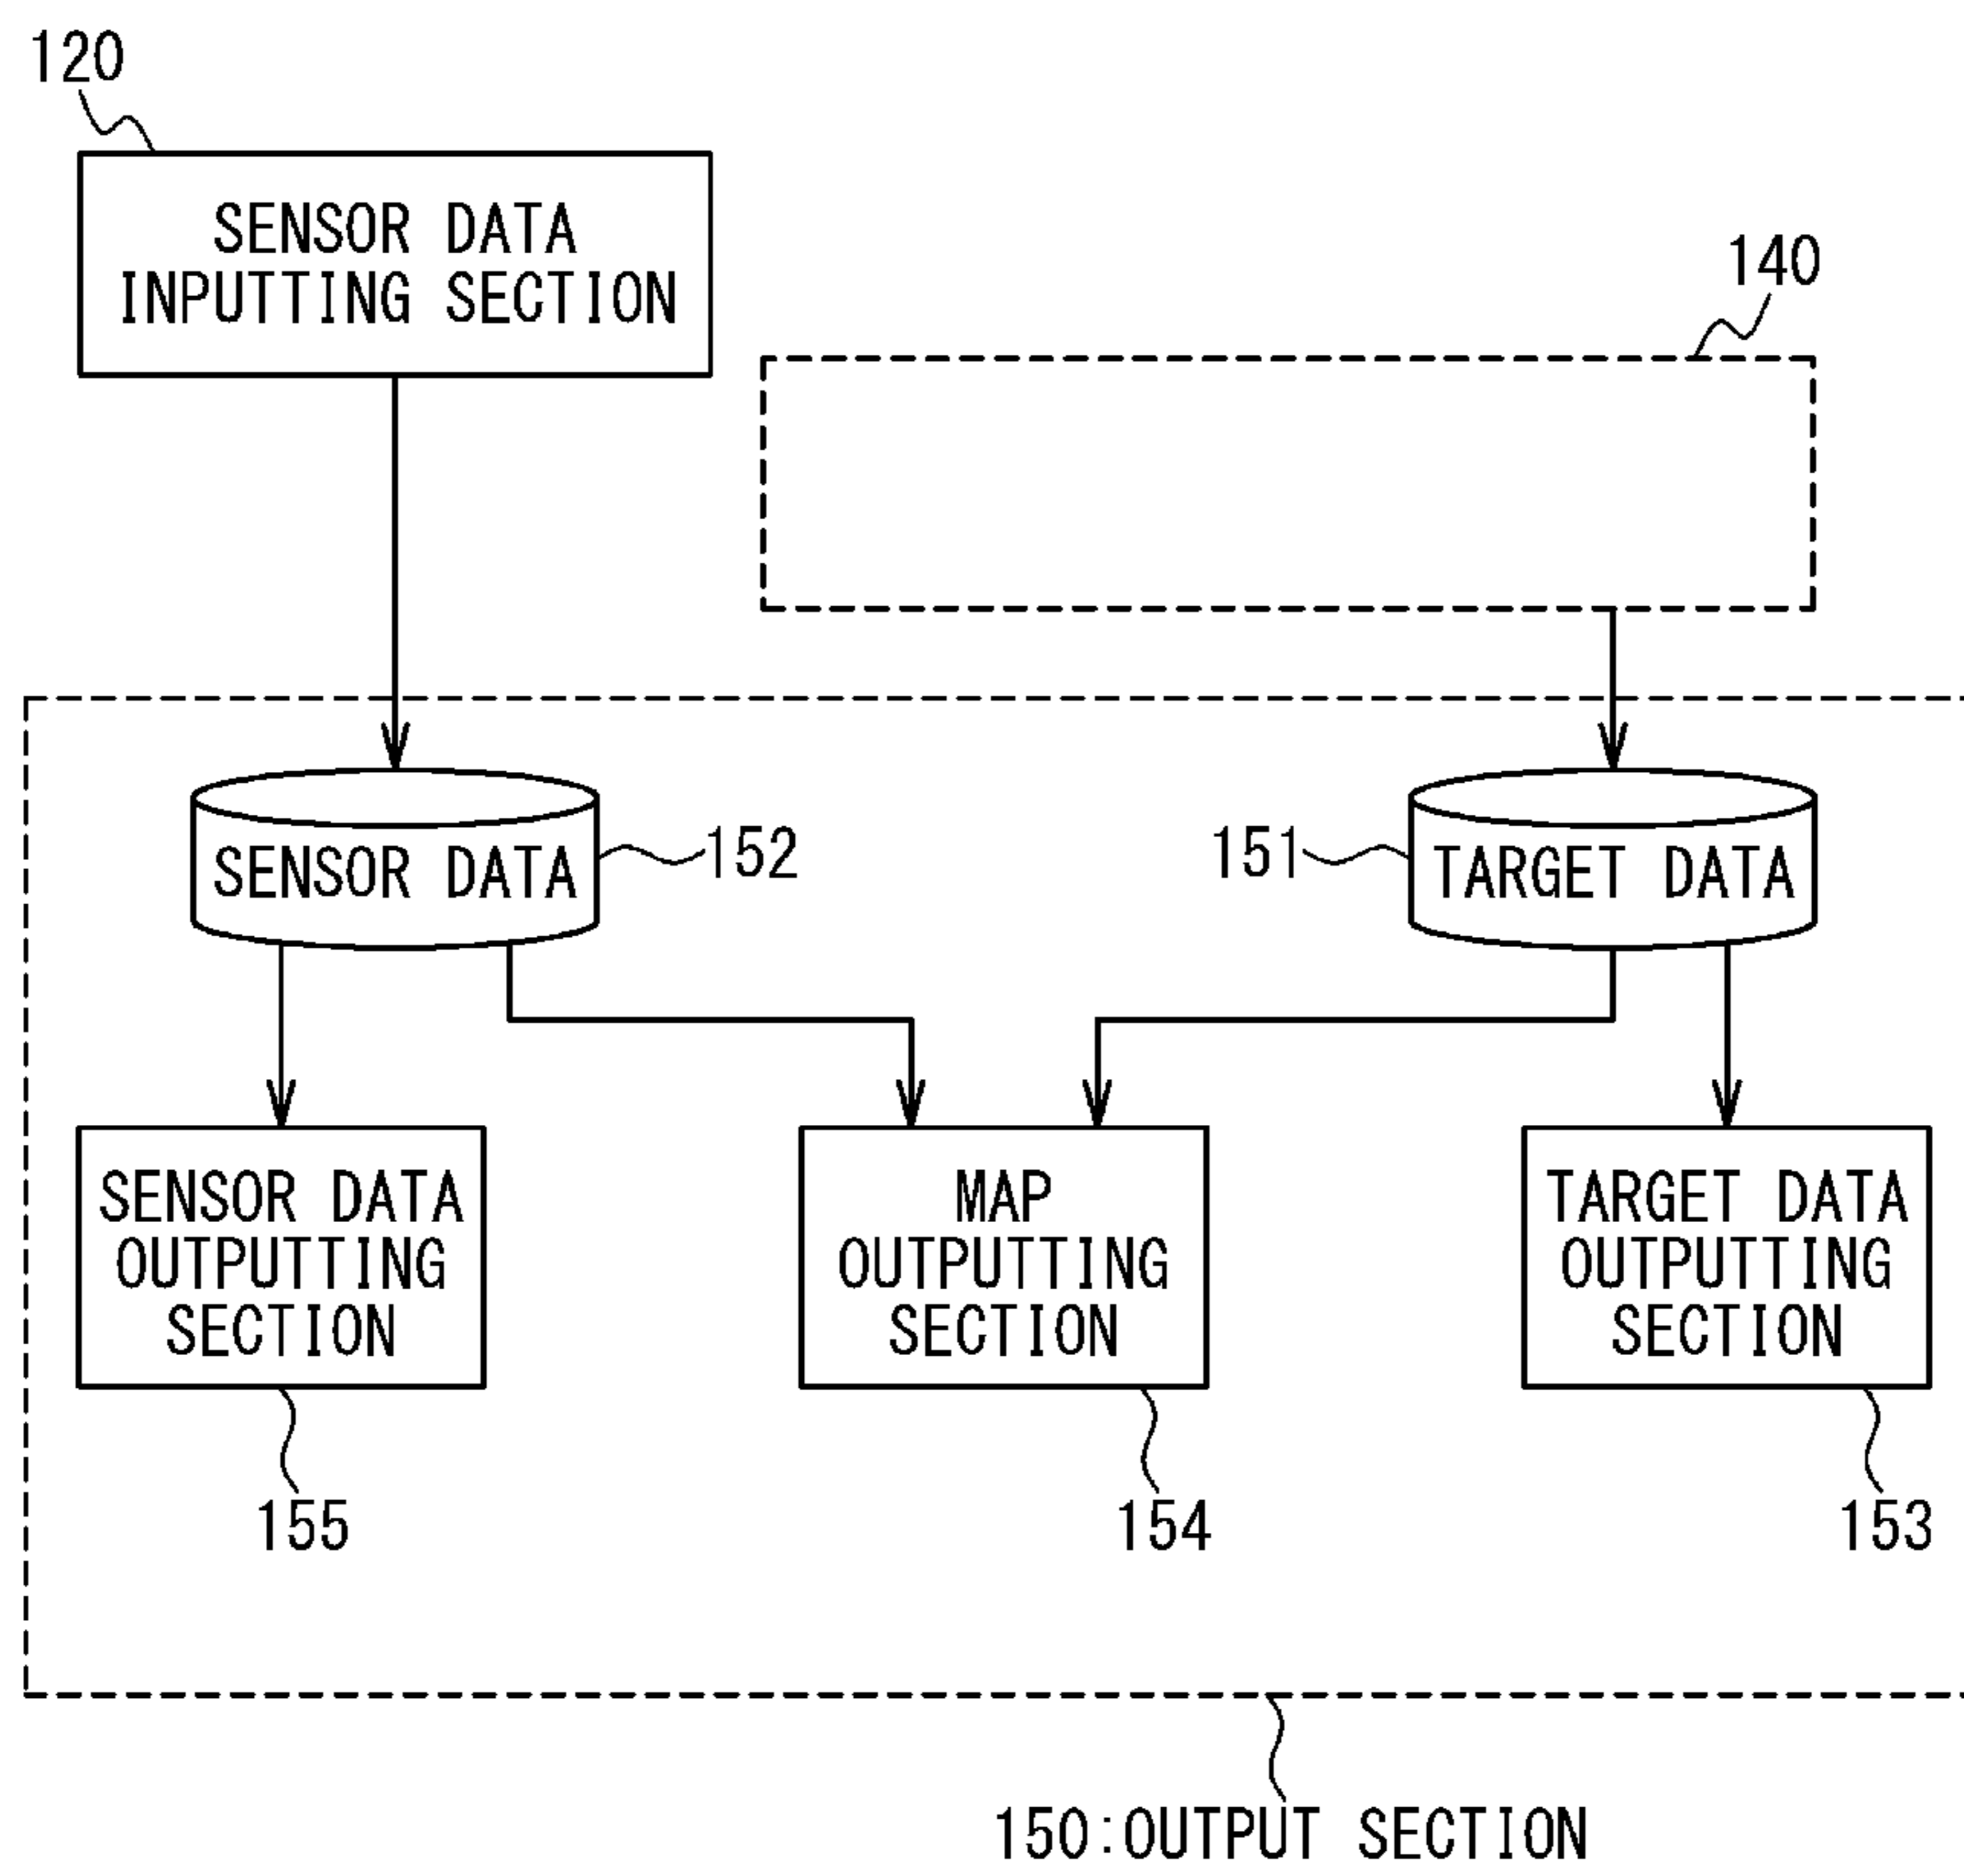 120
SENSOR DATA
INPUTTING SECTION
140
SENSOR DATA
152
151
TARGET DATA
SENSOR DATA
OUTPUTTING
SECTION
MAP
OUTPUTTING
SECTION
TARGET DATA
OUTPUTTING
SECTION
155
154
153
150:OUTPUT SECTION